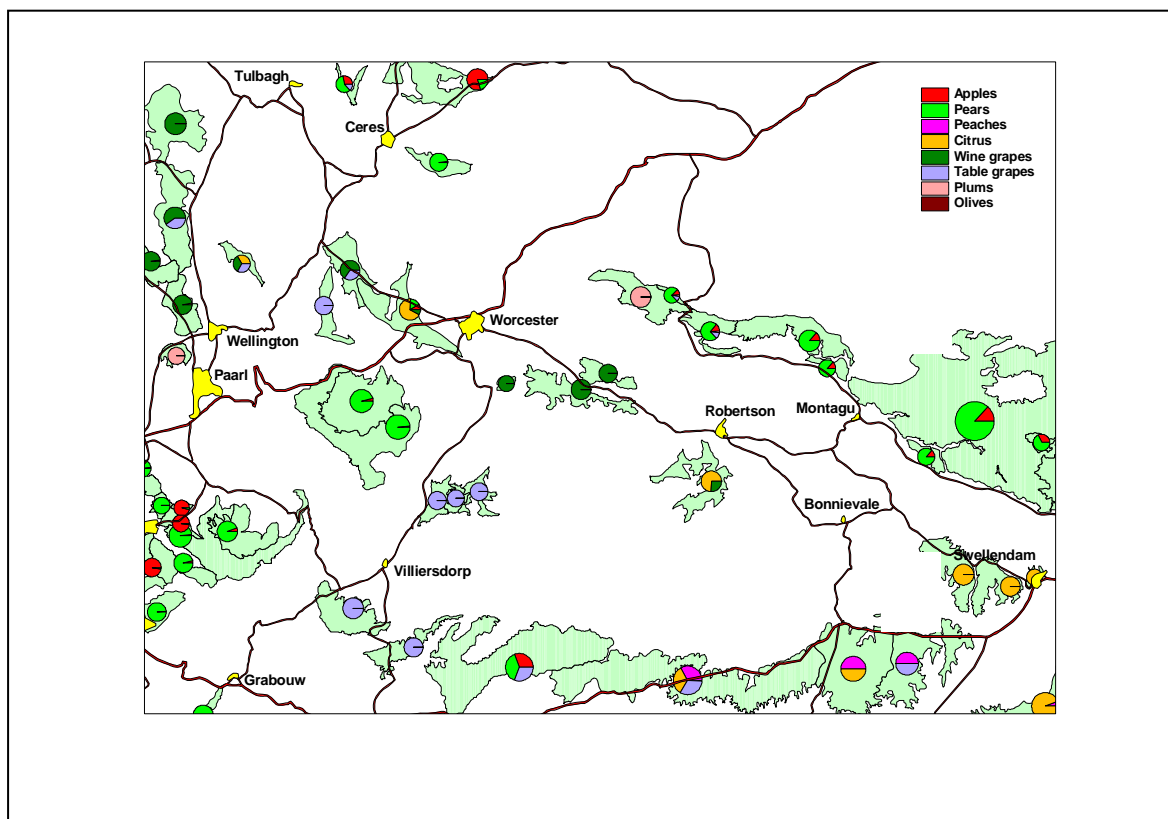 Tulbagh
Ceres
Apples
Pears
Peaches
Citrus
Wine grapes
Table grapes
Plums
Olives
Worcester
Wellington
Paarl
Robertson
Montagu
Bonnievale
Swellendam
Villiersdorp
Grabouw